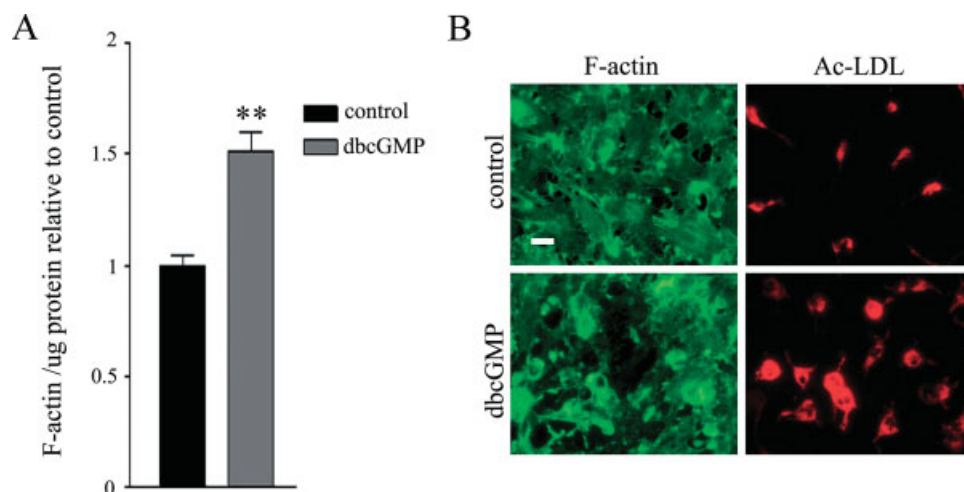 A
F-actin /ug protein relative to control
2
1.5
1
0.5
0
**
control
dbcGMP
B
F-actin
Ac-LDL
control
dbcGMP